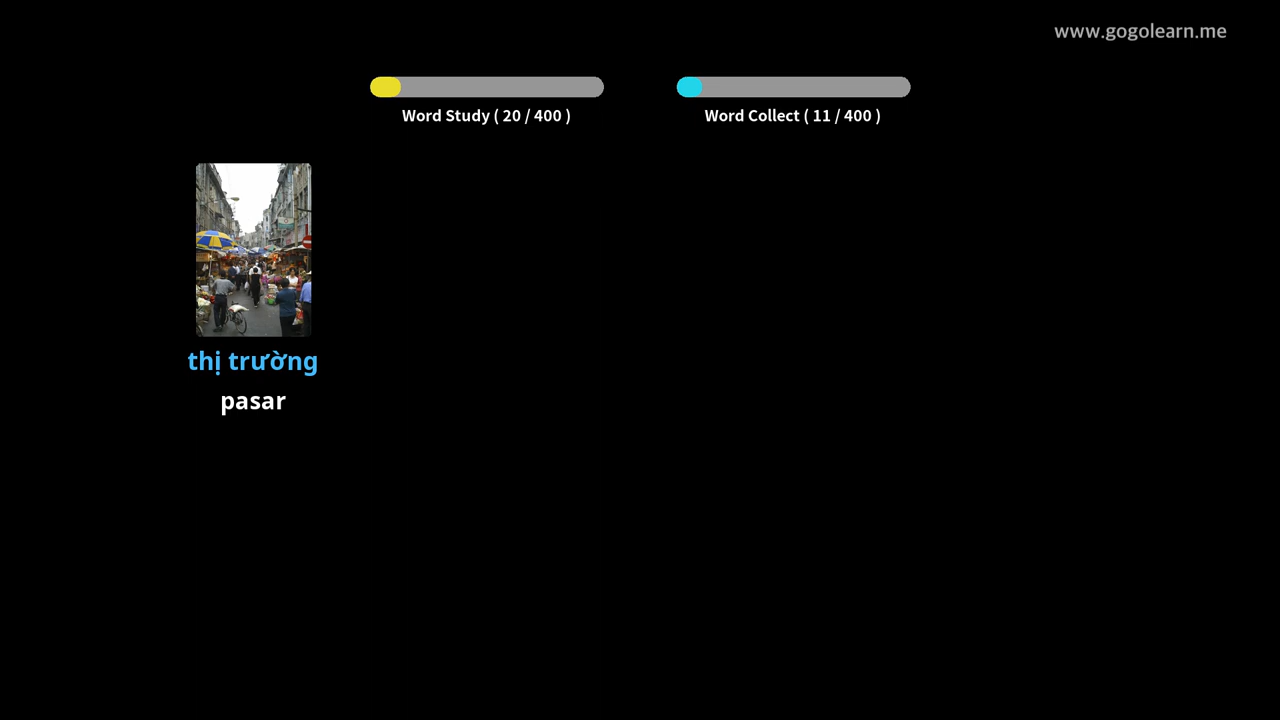 www.gogolearn.me
Word Study ( 20 / 400 )
Word Collect ( 11 / 400 )
thị trường
pasar